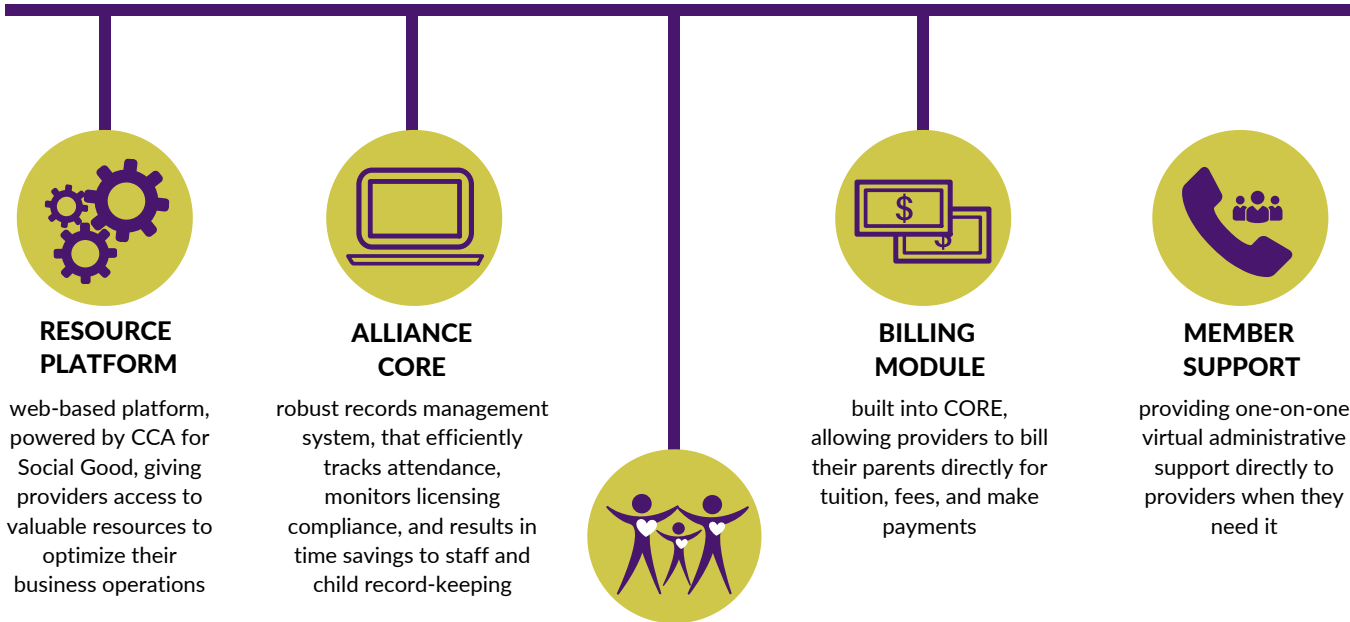 RESOURCE
PLATFORM
web-based platform,
powered by CCA for
Social Good, giving
providers access to
valuable resources to
optimize their
business operations
ALLIANCE
CORE
robust records management
system, that efficiently
tracks attendance,
monitors licensing
compliance, and results in
time savings to staff and
child record-keeping
$
$
BILLING
MODULE
built into CORE,
allowing providers to bill
their parents directly for
tuition, fees, and make
payments
MEMBER
SUPPORT
providing one-on-one
virtual administrative
support directly to
providers when they
need it